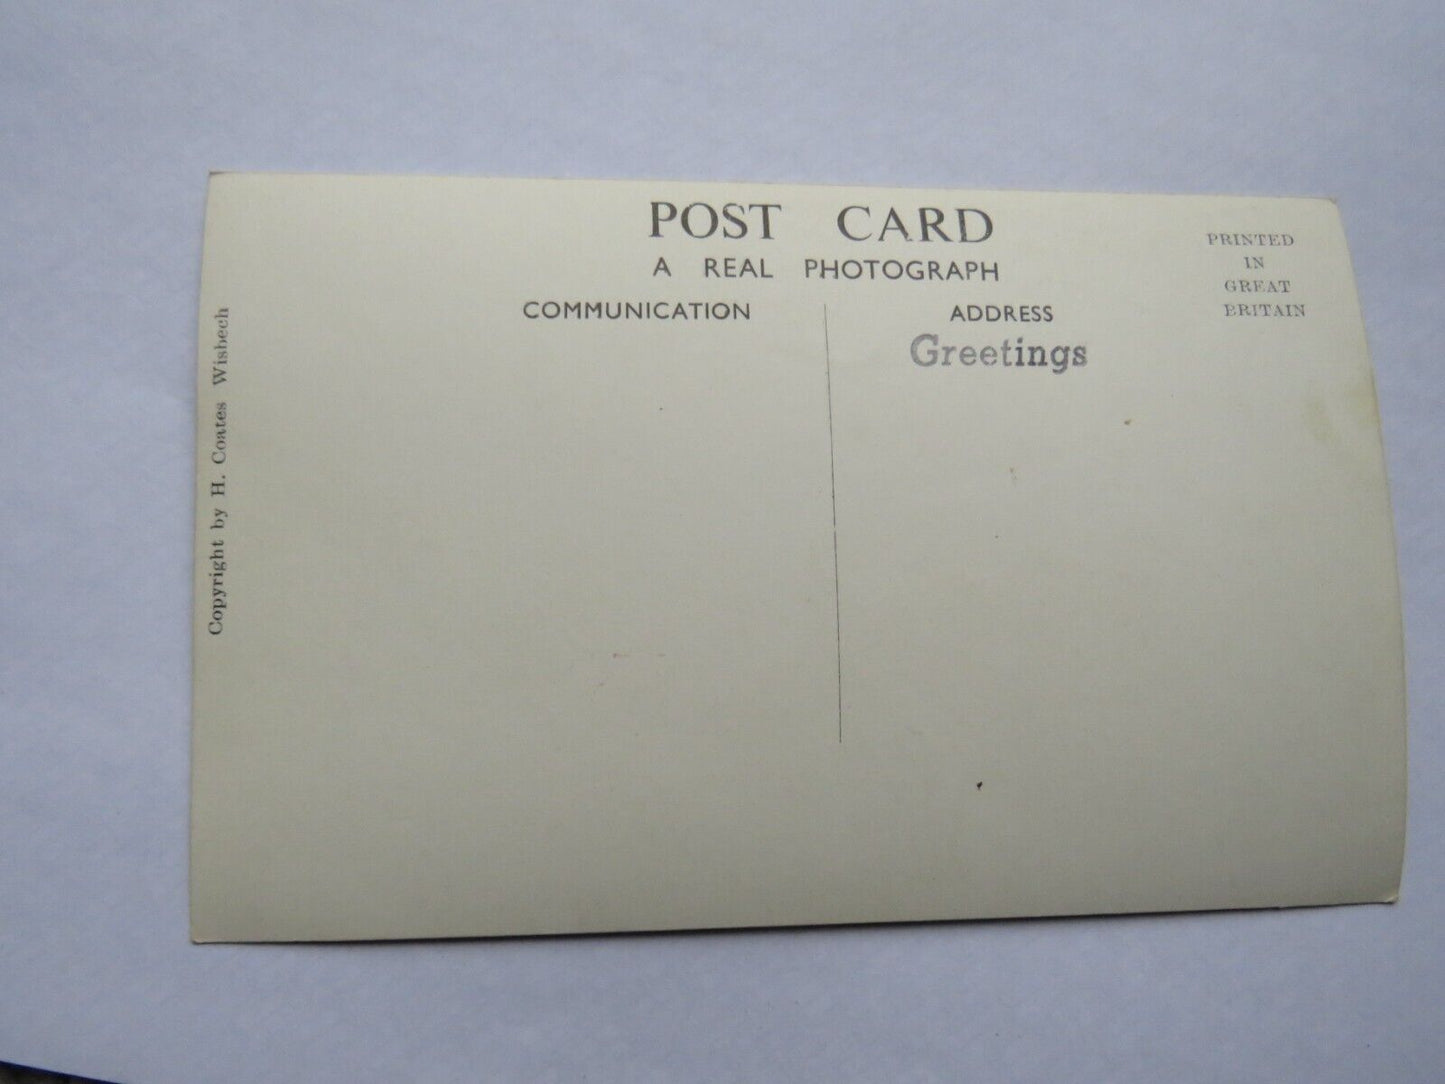 POST CARD
A REAL PHOTOGRAPH
PRINTED
IN
GREAT
BRITAIN
COMMUNICATION
ADDRESS
Greetings
Copyright by H. Coates Wisbech